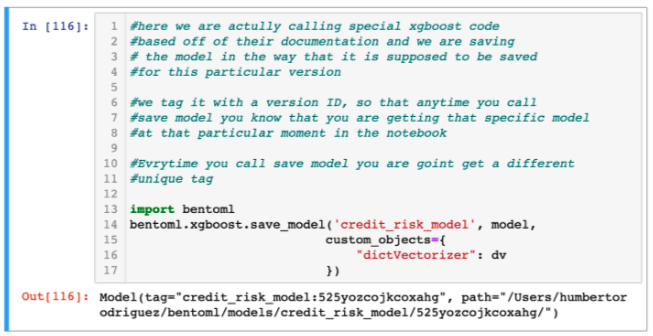 In [116]:
1 #here we are actully calling special xgboost code
2 #based off of their documentation and we are saving
3 # the model in the way that it is supposed to be saved
4 #for this particular version
5
6 #we tag it with a version ID, so that anytime you call
7 #save model you know that you are getting that specific model
8 #at that particular moment in the notebook
9
10 #Evrytime you call save model you are goint get a different
11 #unique tag
12
13 import bentoml
14 bentoml.xgboost.save_model('credit_risk_model', model,
15 custom_objects={
16 "dictVectorizer": dv
17 })
Out[116]: Model(tag="credit_risk_model:525yozcojkcoxahg", path="/Users/humbertor
odriguez/bentoml/models/credit_risk_model/525yozcojkcoxahg/")